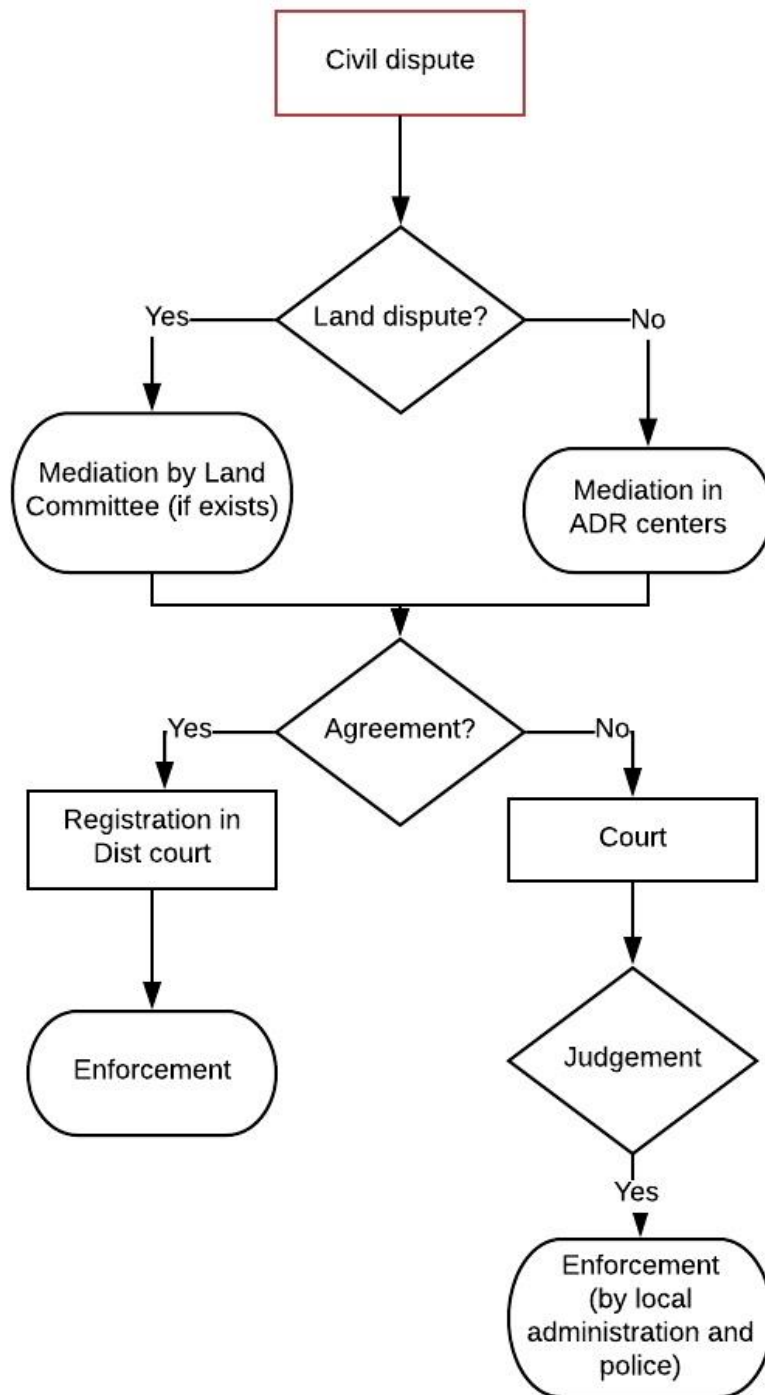 Civil dispute
Land dispute?
Yes
No
Mediation by Land
Committee (if exists)
Mediation in
ADR centers
Agreement?
Yes
No
Registration in
Dist court
Court
Enforcement
Judgement
Yes
Enforcement
(by local
administration and
police)